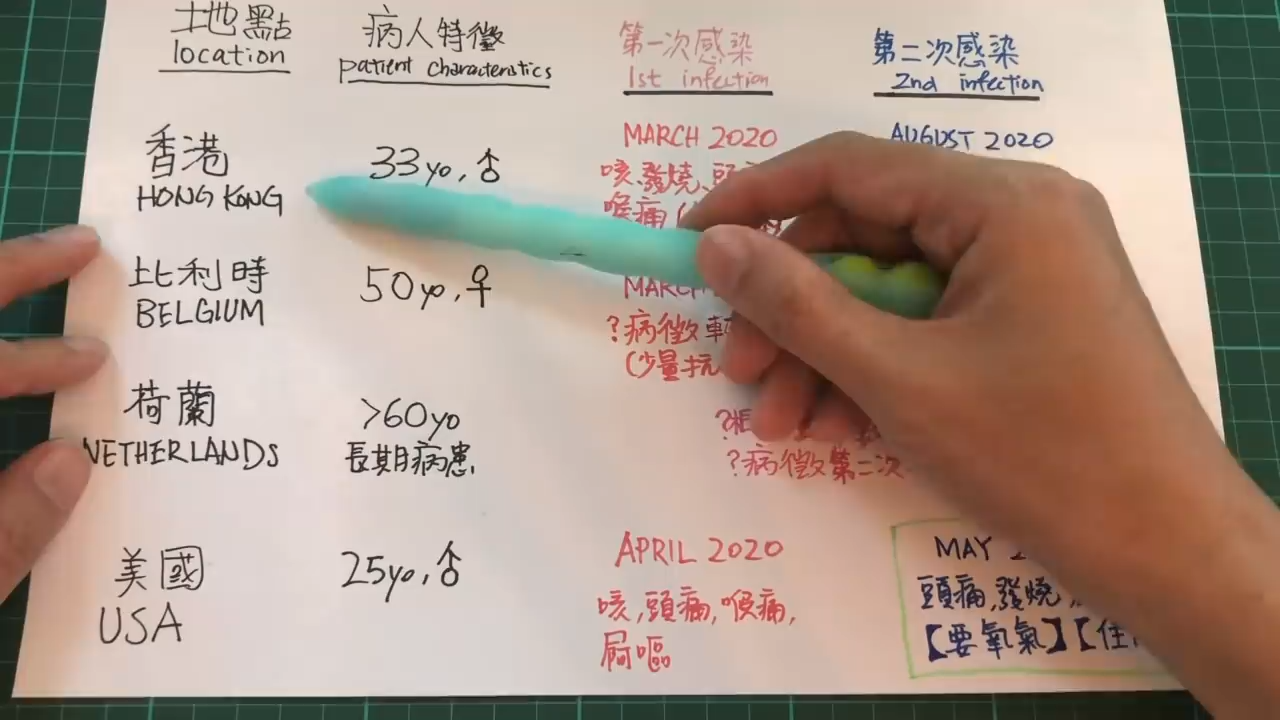 地點
location
病人特徵
patient characteristics
第一次感染
1st infection
第二次感染
2nd infection
香港
HONG KONG
33yo, ♂
MARCH 2020
咳、發燒、頭
喉痛
AUGUST 2020
比利時
BELGIUM
50yo, ♀
MARCH
?病徵輕
(少量抗
荷蘭
NETHERLANDS
>60yo
長期病患
?病徵第二次
美國
USA
25yo, ♂
APRIL 2020
咳,頭痛,喉痛,
屙嘔
MAY 2
頭痛,發燒,
【要氧氣】【住